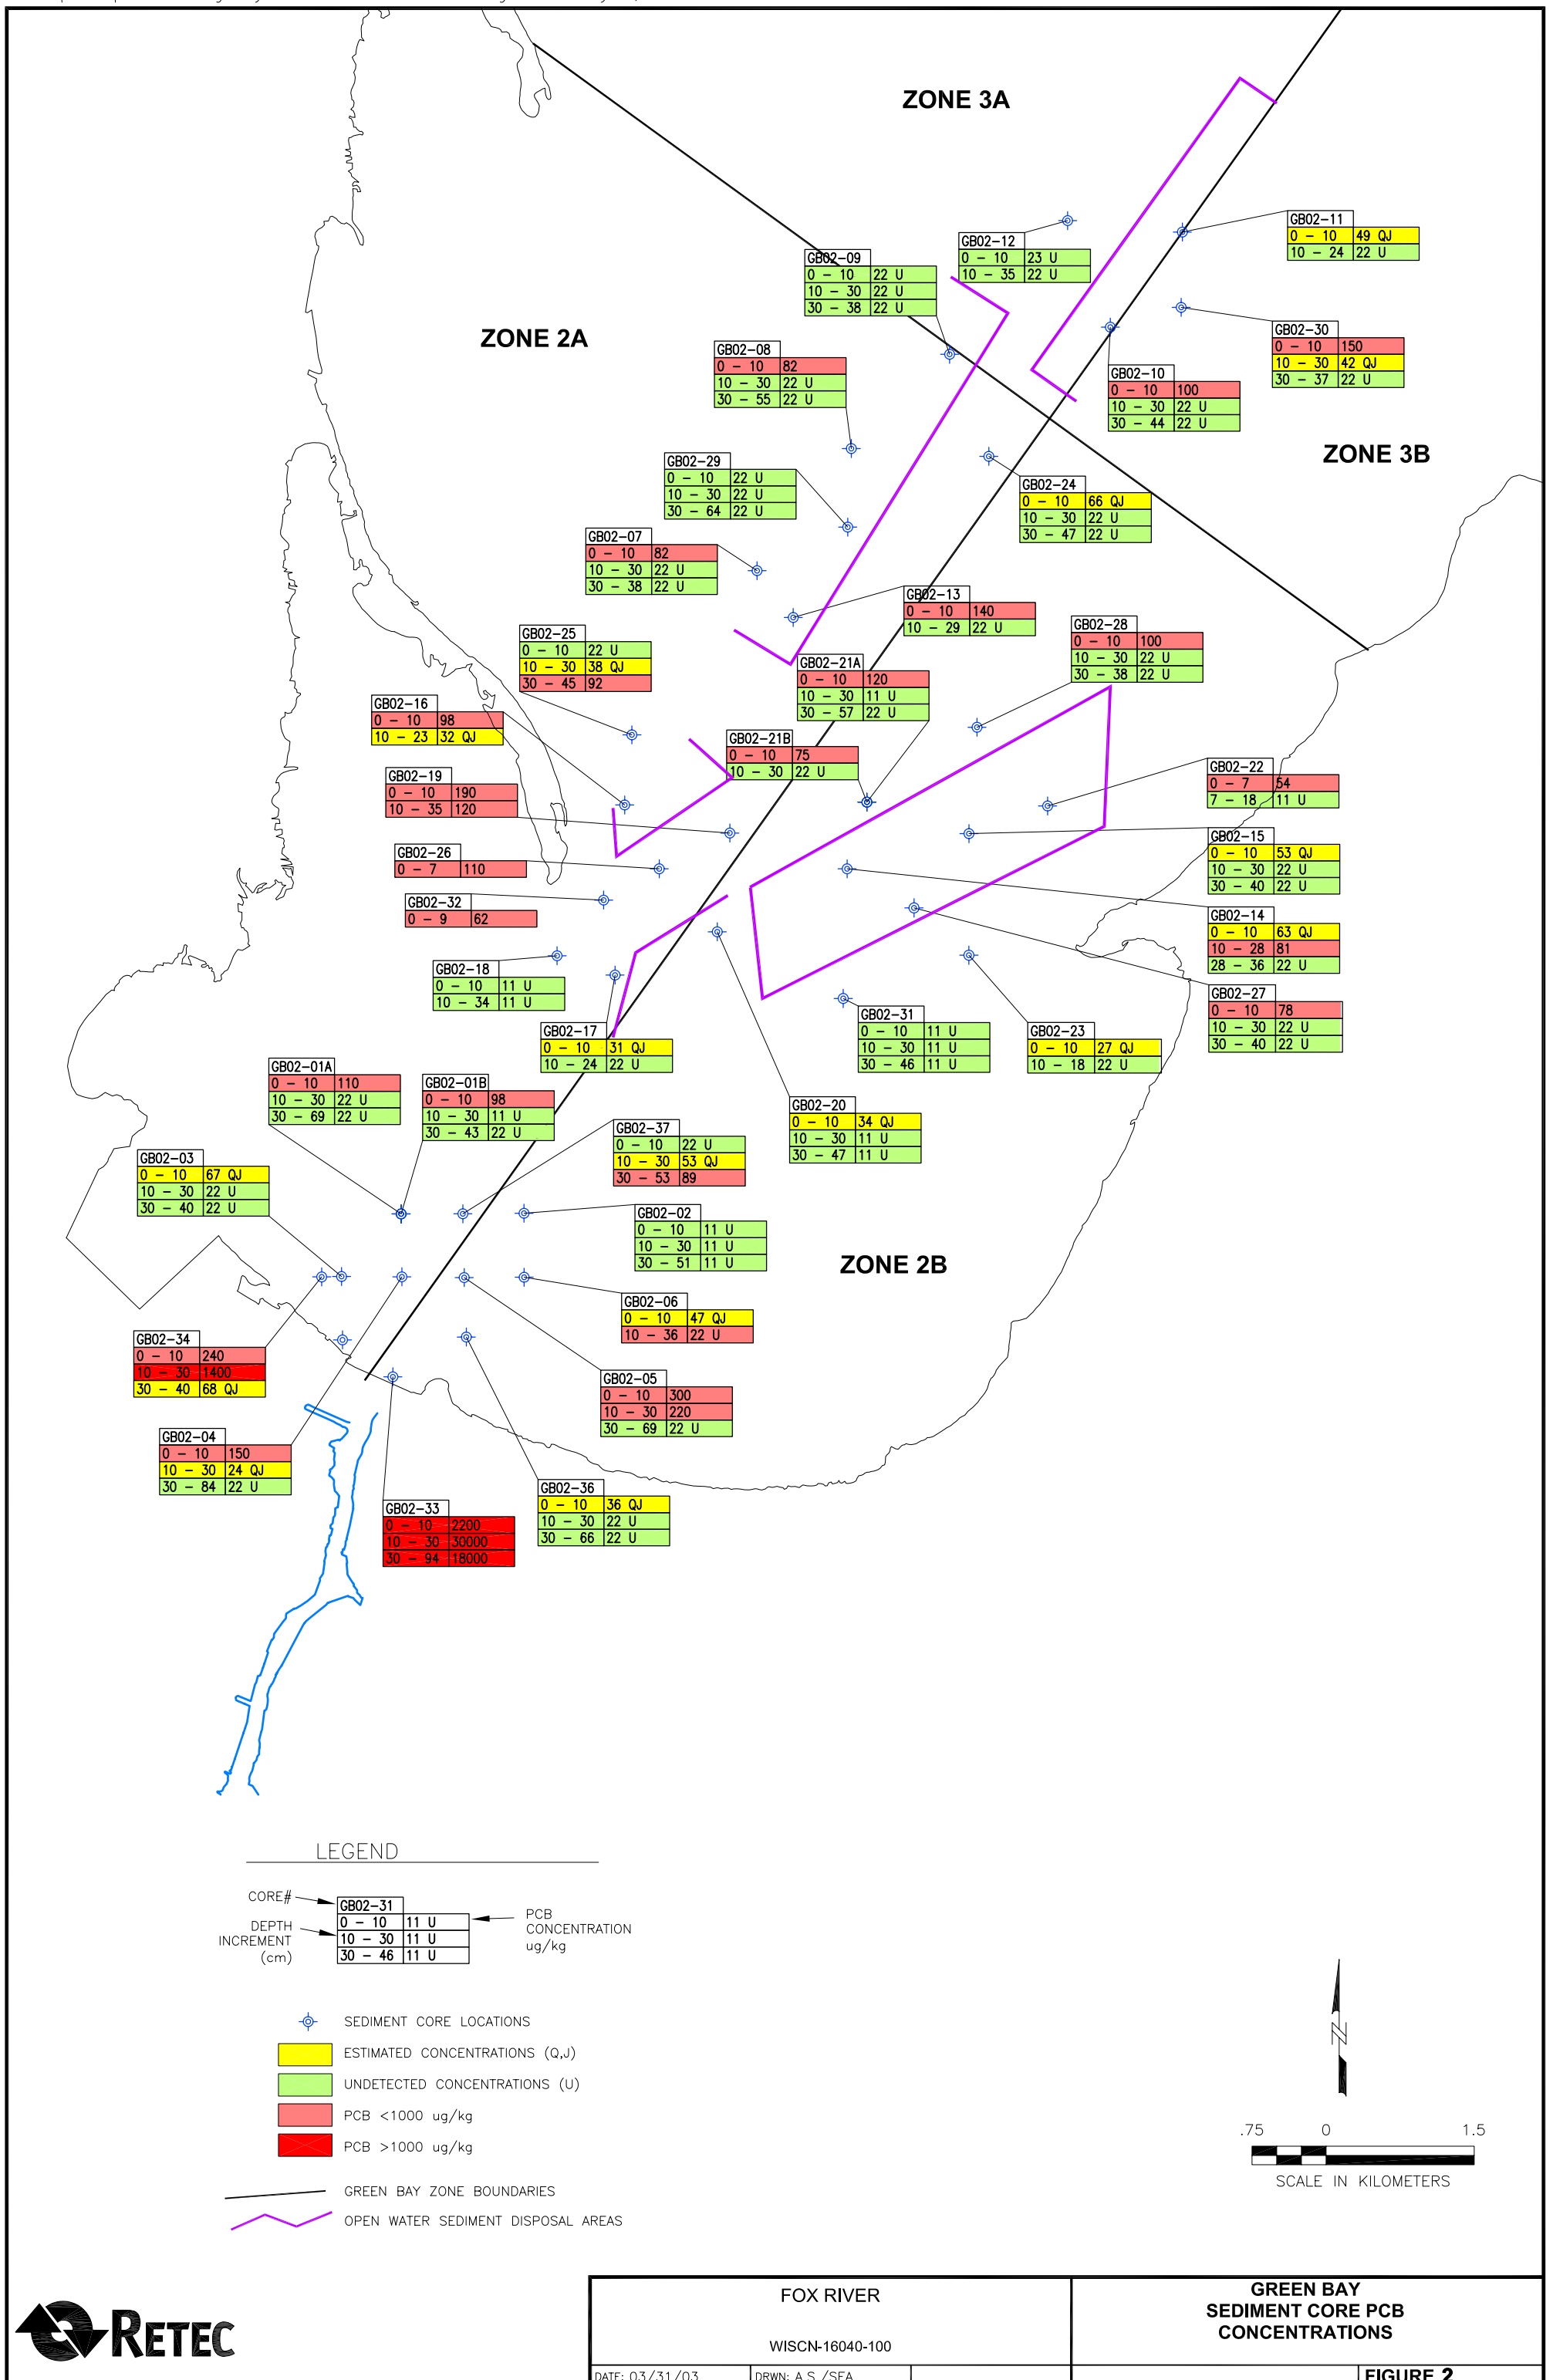 ZONE 3A
GB02-11
0 - 10 49 QJ
10 - 24 22 U
GB02-12
0 - 10 23 U
10 - 35 22 U
GB02-09
0 - 10 22 U
10 - 30 22 U
30 - 38 22 U
ZONE 2A
GB02-30
0 - 10 150
10 - 30 42 QJ
30 - 37 22 U
GB02-08
0 - 10 82
10 - 30 22 U
30 - 55 22 U
GB02-10
0 - 10 100
10 - 30 22 U
30 - 44 22 U
ZONE 3B
GB02-29
0 - 10 22 U
10 - 30 22 U
30 - 64 22 U
GB02-24
0 - 10 66 QJ
10 - 30 22 U
30 - 47 22 U
GB02-07
0 - 10 82
10 - 30 22 U
30 - 38 22 U
GB02-13
0 - 10 140
10 - 29 22 U
GB02-28
0 - 10 100
10 - 30 22 U
30 - 38 22 U
GB02-25
0 - 10 22 U
10 - 30 38 QJ
30 - 45 92
GB02-21A
0 - 10 120
10 - 30 11 U
30 - 57 22 U
GB02-16
0 - 10 98
10 - 23 32 QJ
GB02-21B
0 - 10 75
10 - 30 22 U
GB02-22
0 - 7 54
7 - 18 11 U
GB02-19
0 - 10 190
10 - 35 120
GB02-15
0 - 10 53 QJ
10 - 30 22 U
30 - 40 22 U
GB02-26
0 - 7 110
GB02-32
0 - 9 62
GB02-14
0 - 10 63 QJ
10 - 28 81
28 - 36 22 U
GB02-18
0 - 10 11 U
10 - 34 11 U
GB02-27
0 - 10 78
10 - 30 22 U
30 - 40 22 U
GB02-31
0 - 10 11 U
10 - 30 11 U
30 - 46 11 U
GB02-17
0 - 10 31 QJ
10 - 24 22 U
GB02-23
0 - 10 27 QJ
10 - 18 22 U
GB02-01A
0 - 10 110
10 - 30 22 U
30 - 69 22 U
GB02-01B
0 - 10 98
10 - 30 11 U
30 - 43 22 U
GB02-20
0 - 10 34 QJ
10 - 30 11 U
30 - 47 11 U
GB02-37
0 - 10 22 U
10 - 30 53 QJ
30 - 53 89
GB02-03
0 - 10 67 QJ
10 - 30 22 U
30 - 40 22 U
GB02-02
0 - 10 11 U
10 - 30 11 U
30 - 51 11 U
ZONE 2B
GB02-06
0 - 10 47 QJ
10 - 36 22 U
GB02-34
0 - 10 240
10 - 30 1400
30 - 40 68 QJ
GB02-05
0 - 10 300
10 - 30 220
30 - 69 22 U
GB02-04
0 - 10 150
10 - 30 24 QJ
30 - 84 22 U
GB02-36
0 - 10 36 QJ
10 - 30 22 U
30 - 66 22 U
GB02-33
0 - 10 2200
10 - 30 30000
30 - 94 18000
LEGEND
CORE#
DEPTH
INCREMENT
(cm)
GB02-31
0 - 10 11 U
10 - 30 11 U
30 - 46 11 U
PCB
CONCENTRATION
ug/kg
SEDIMENT CORE LOCATIONS
ESTIMATED CONCENTRATIONS (Q,J)
UNDETECTED CONCENTRATIONS (U)
PCB <1000 ug/kg
PCB >1000 ug/kg
GREEN BAY ZONE BOUNDARIES
OPEN WATER SEDIMENT DISPOSAL AREAS
N
.75 0 1.5
SCALE IN KILOMETERS
RETEC
FOX RIVER
WISCN-16040-100
GREEN BAY
SEDIMENT CORE PCB
CONCENTRATIONS
DATE: 03/31/03
DRWN: A.S./SEA
FIGURE 2